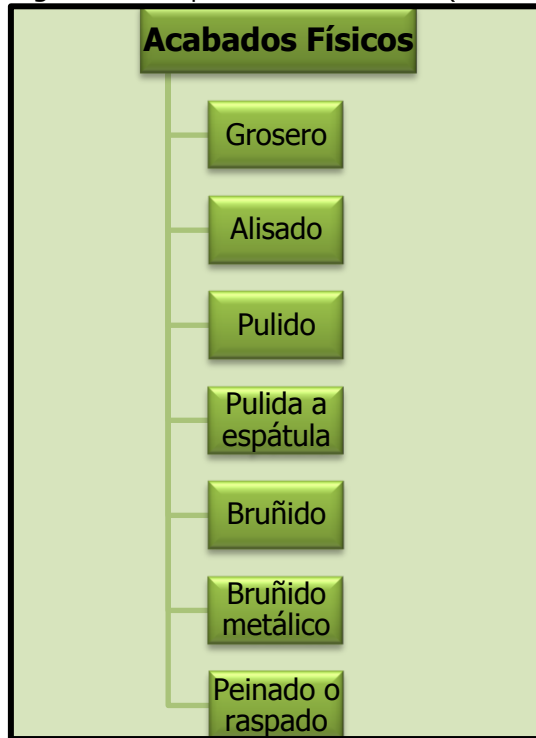 Acabados Físicos
Grosero
Alisado
Pulido
Pulida a
espátula
Bruñido
Bruñido
metálico
Peinado o
raspado